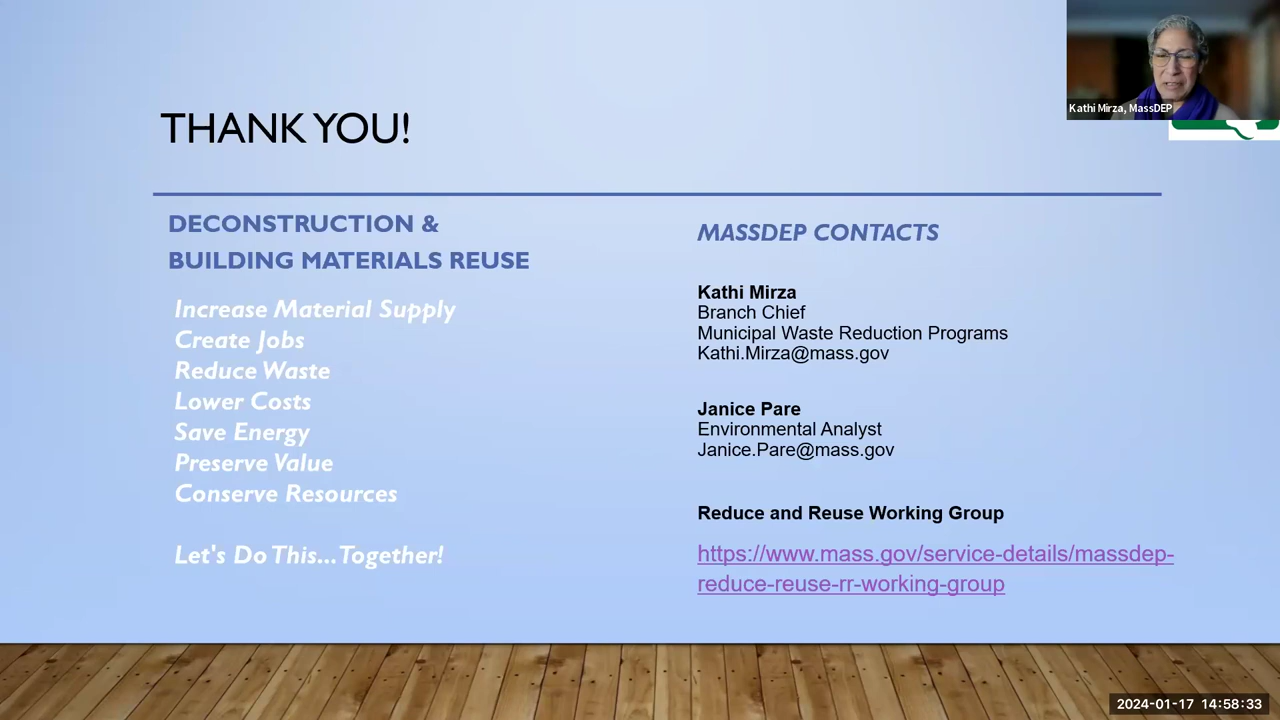 Kathi Mirza, MassDEP
THANK YOU!
DECONSTRUCTION &
BUILDING MATERIALS REUSE
Increase Material Supply
Create Jobs
Reduce Waste
Lower Costs
Save Energy
Preserve Value
Conserve Resources
Let's Do This...Together!
MASSDEP CONTACTS
Kathi Mirza
Branch Chief
Municipal Waste Reduction Programs
Kathi.Mirza@mass.gov
Janice Pare
Environmental Analyst
Janice.Pare@mass.gov
Reduce and Reuse Working Group
https://www.mass.gov/service-details/massdep-
reduce-reuse-rr-working-group
2024-01-17 14:58:33